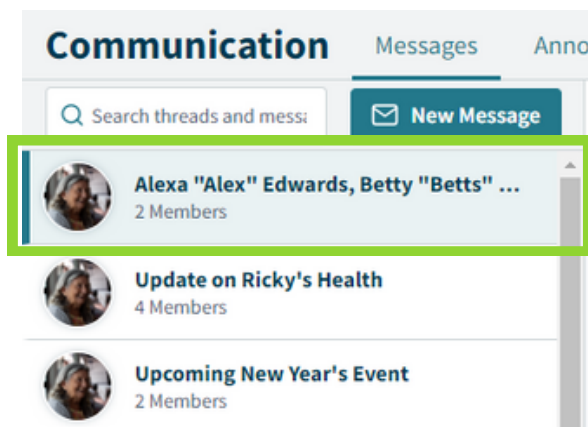 Communication Messages Anno
Search threads and messa New Message
Alexa "Alex" Edwards, Betty "Betts" ...
2 Members
Update on Ricky's Health
4 Members
Upcoming New Year's Event
2 Members